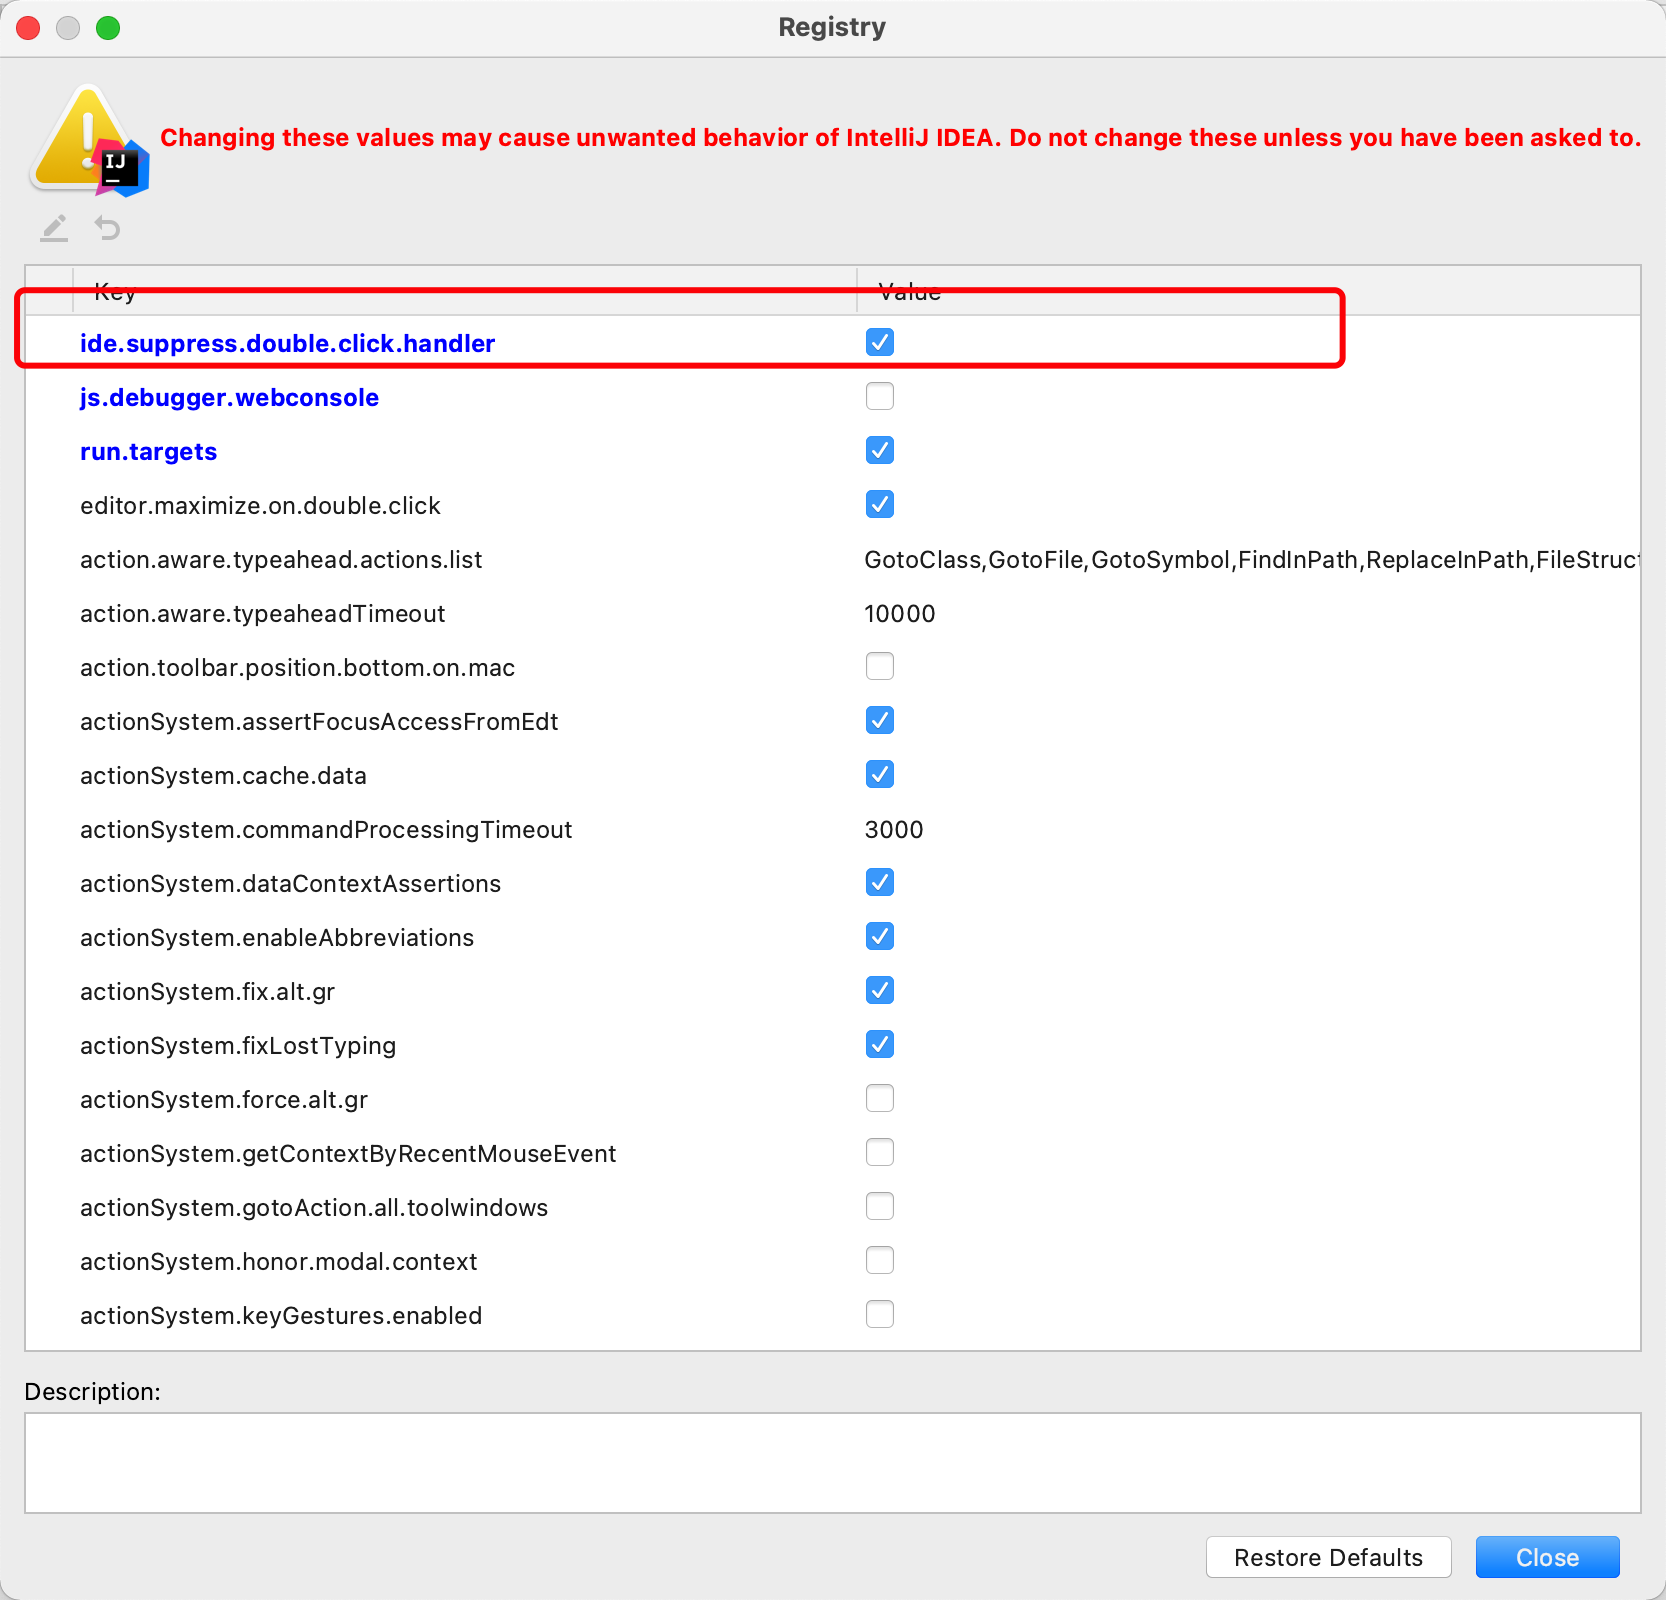 Registry
Changing these values may cause unwanted behavior of IntelliJ IDEA. Do not change these unless you have been asked to.
IJ
Key Value
ide.suppress.double.click.handler
js.debugger.webconsole
run.targets
editor.maximize.on.double.click
action.aware.typeahead.actions.list GotoClass,GotoFile,GotoSymbol,FindInPath,ReplaceInPath,FileStruct
action.aware.typeaheadTimeout 10000
action.toolbar.position.bottom.on.mac
actionSystem.assertFocusAccessFromEdt
actionSystem.cache.data
actionSystem.commandProcessingTimeout 3000
actionSystem.dataContextAssertions
actionSystem.enableAbbreviations
actionSystem.fix.alt.gr
actionSystem.fixLostTyping
actionSystem.force.alt.gr
actionSystem.getContextByRecentMouseEvent
actionSystem.gotoAction.all.toolwindows
actionSystem.honor.modal.context
actionSystem.keyGestures.enabled
Description:
Restore Defaults Close